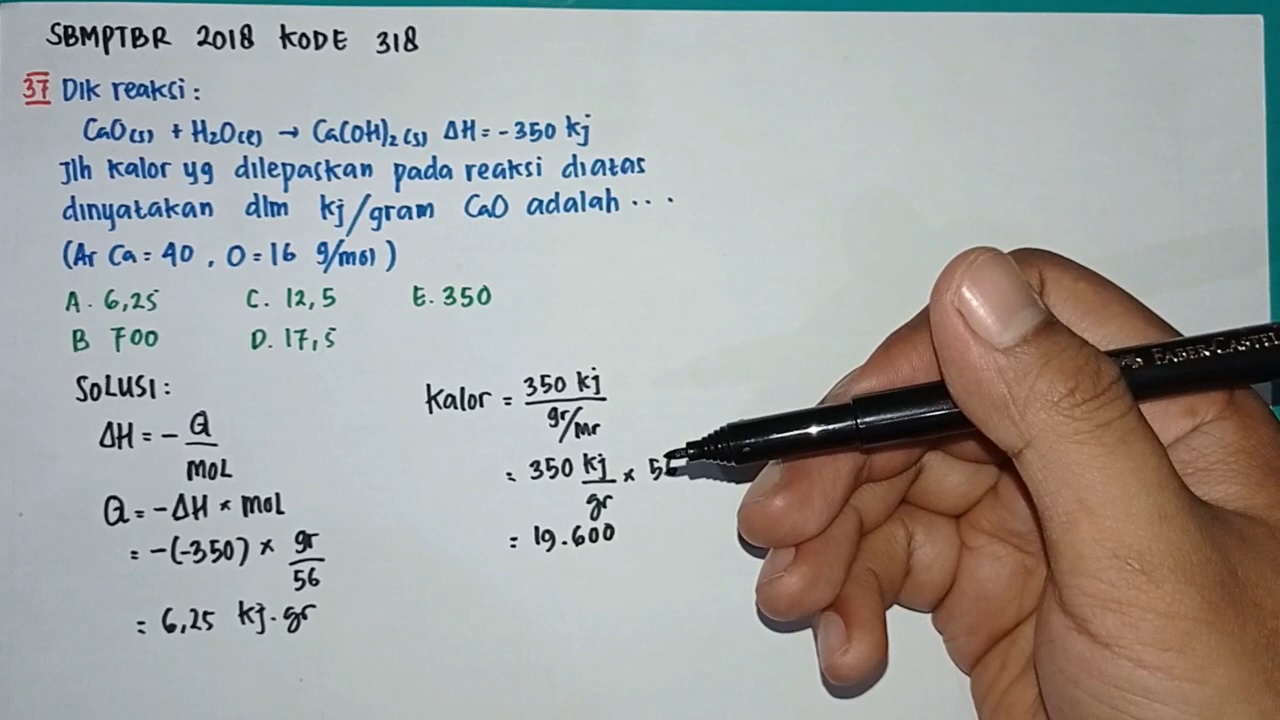 SBMPTBR 2018 KODE 318
37 Dik reaksi :
CaO(s) + H2O(l) → Ca(OH)2 (s) ΔH = - 350 kj
Jlh kalor yg dilepaskan pada reaksi diatas
dinyatakan dlm kj/gram CaO adalah ...
(Ar Ca = 40 , O = 16 g/mol)
A. 6,25 C. 12,5 E. 350
B 700 D. 17,5
SOLUSI :
ΔH = - Q
MOL
Q = - ΔH × MOL
= -(-350) × gr
56
= 6,25 kj.gr
Kalor = 350 kj
gr/Mr
= 350 kj × 56
gr
= 19.600
FABER-CASTEL